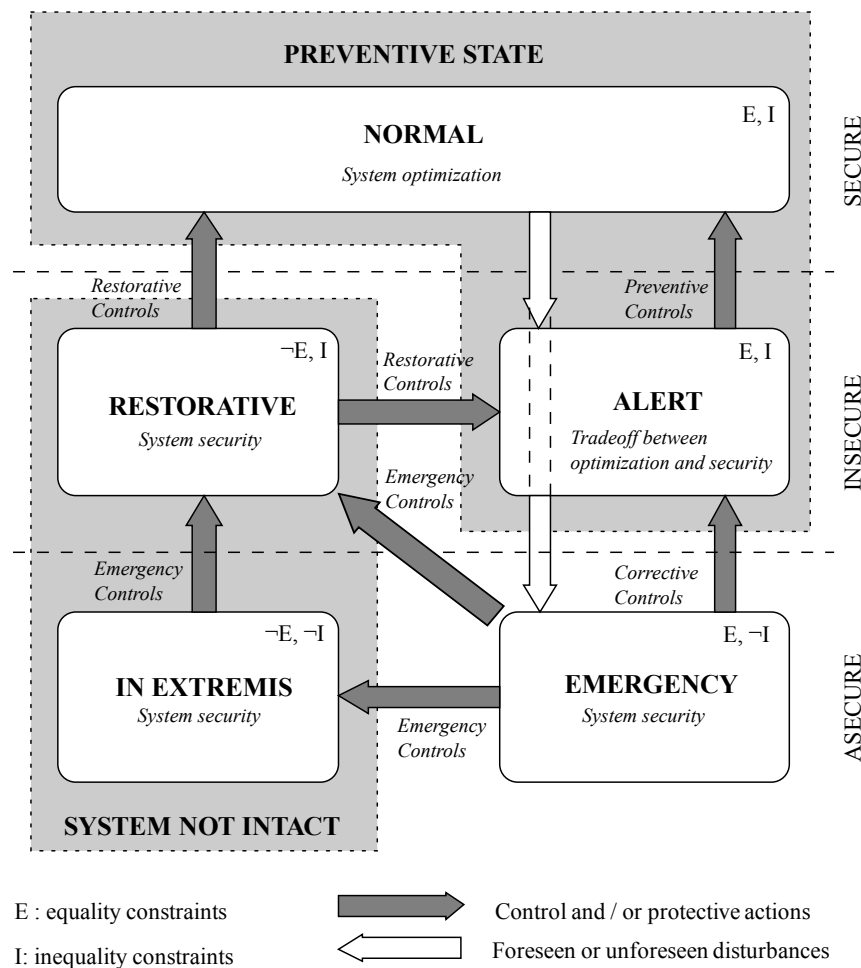 PREVENTIVE STATE
E, I
NORMAL
System optimization
SECURE
Restorative
Controls
Preventive
Controls
¬E, I
RESTORATIVE
System security
Restorative
Controls
E, I
ALERT
Tradeoff between
optimization and security
INSECURE
Emergency
Controls
Emergency
Controls
Corrective
Controls
¬E, ¬I
IN EXTREMIS
System security
Emergency
Controls
E, ¬I
EMERGENCY
System security
ASECURE
SYSTEM NOT INTACT
E : equality constraints
Control and / or protective actions
I: inequality constraints
Foreseen or unforeseen disturbances